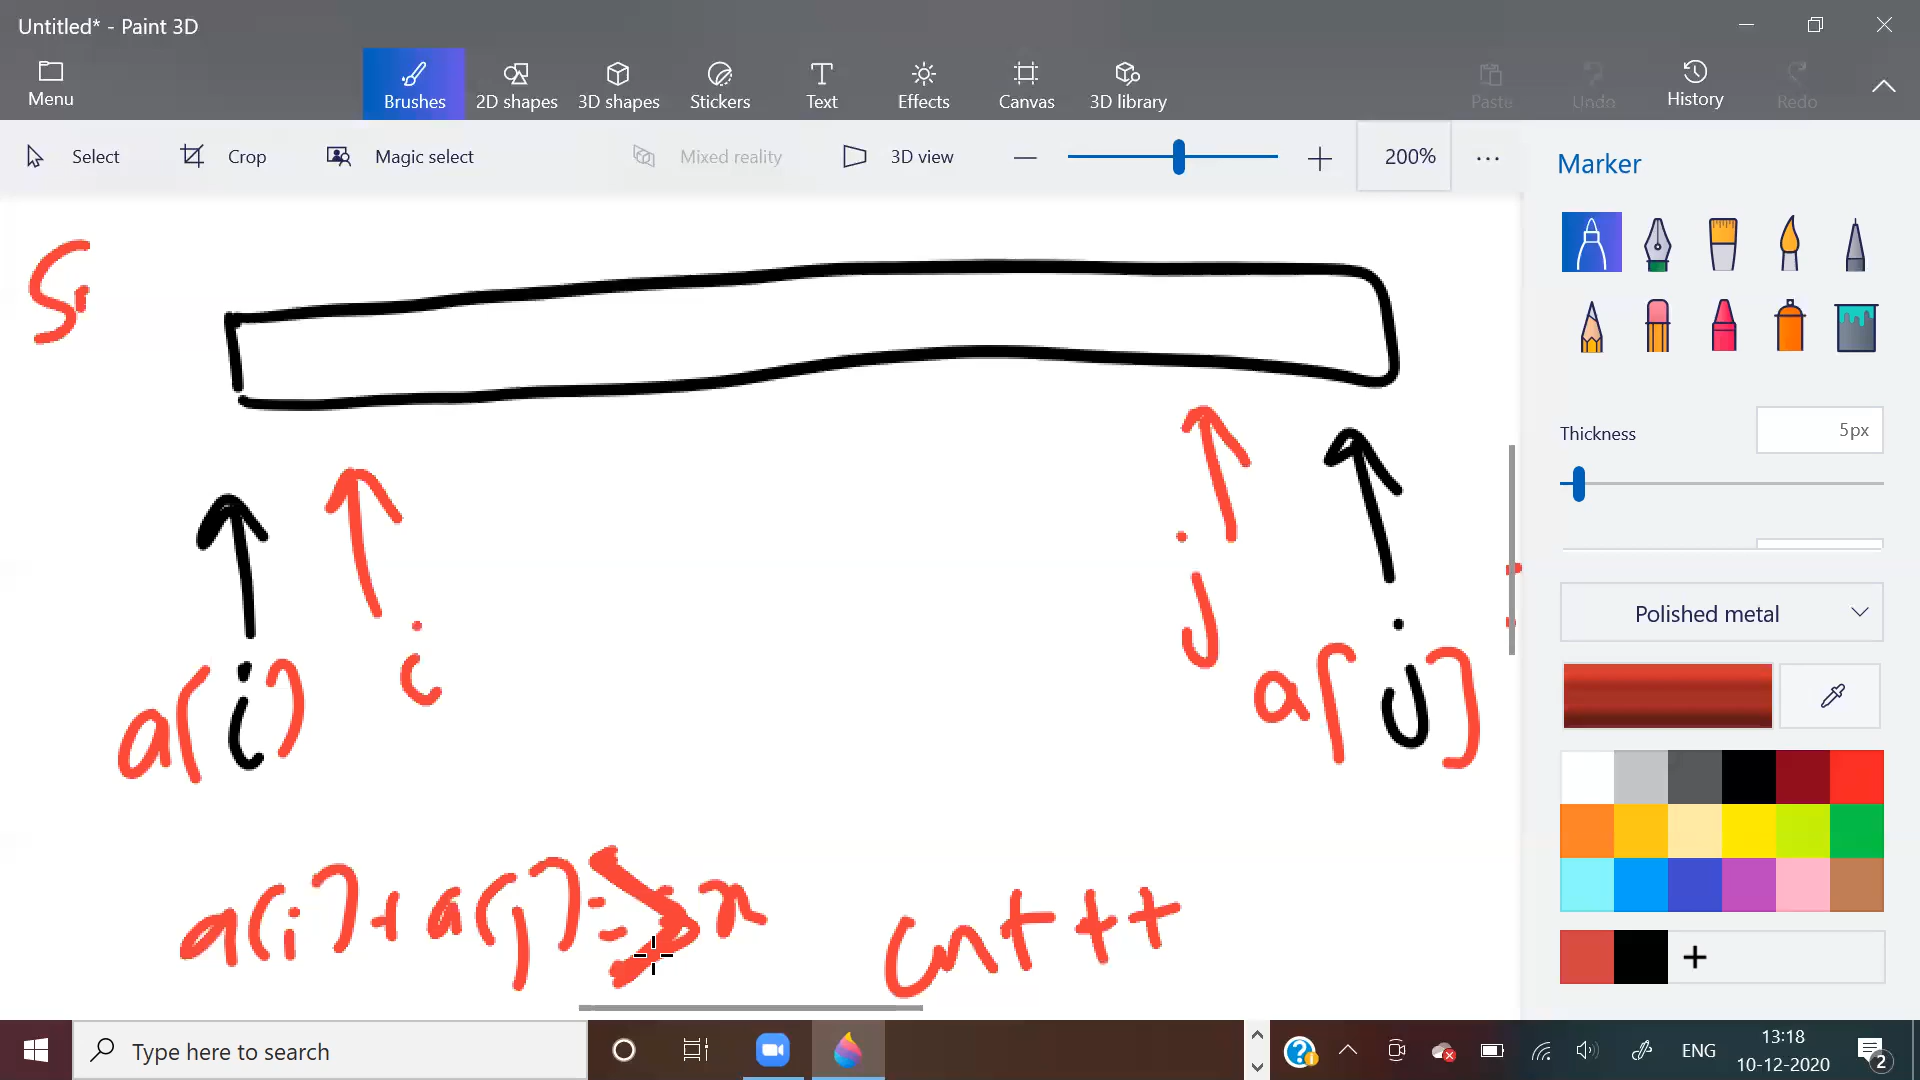 Untitled* - Paint 3D
Menu
Brushes
2D shapes
3D shapes
Stickers
Text
Effects
Canvas
3D library
Paste
Undo
History
Redo
Select
Crop
Magic select
Mixed reality
3D view
200%
Marker
Thickness
5px
Polished metal
i
j
a(i)
a[j]
a(i)+a(j)=>x
cnt++
Type here to search
ENG
13:18
10-12-2020
2